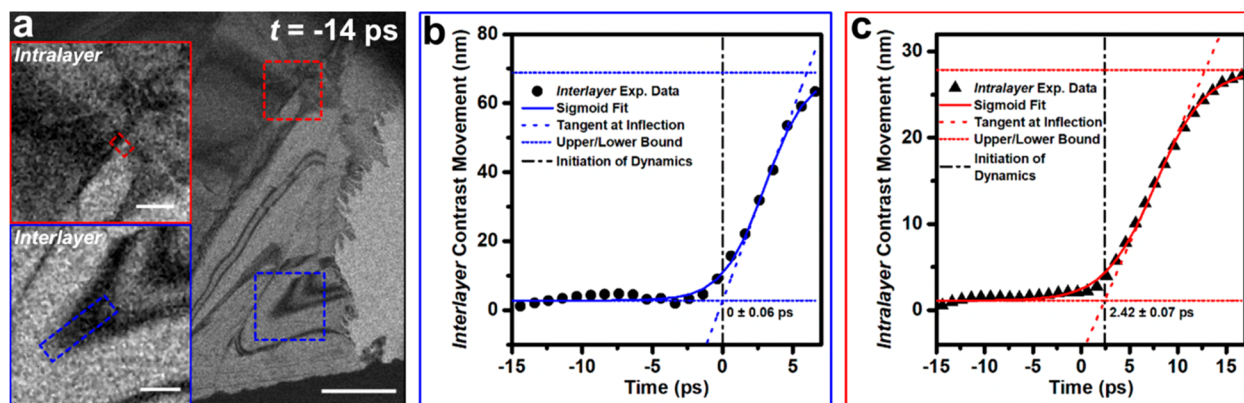 a
t = -14 ps
Intralayer
Interlayer
b
Interlayer Contrast Movement (nm)
80
60
40
20
0
Interlayer Exp. Data
Sigmoid Fit
Tangent at Inflection
Upper/Lower Bound
Initiation of Dynamics
0 ± 0.06 ps
-15
-10
-5
0
5
Time (ps)
c
Intralayer Contrast Movement (nm)
30
20
10
0
Intralayer Exp. Data
Sigmoid Fit
Tangent at Inflection
Upper/Lower Bound
Initiation of
Dynamics
2.42 ± 0.07 ps
-15
-10
-5
0
5
10
15
Time (ps)